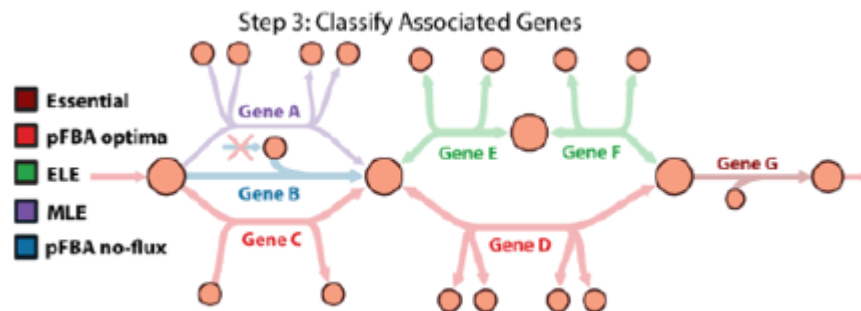 Step 3: Classify Associated Genes
Essential
pFBA optima
ELE
MLE
pFBA no-flux
Gene A
Gene B
Gene C
Gene E
Gene F
Gene D
Gene G